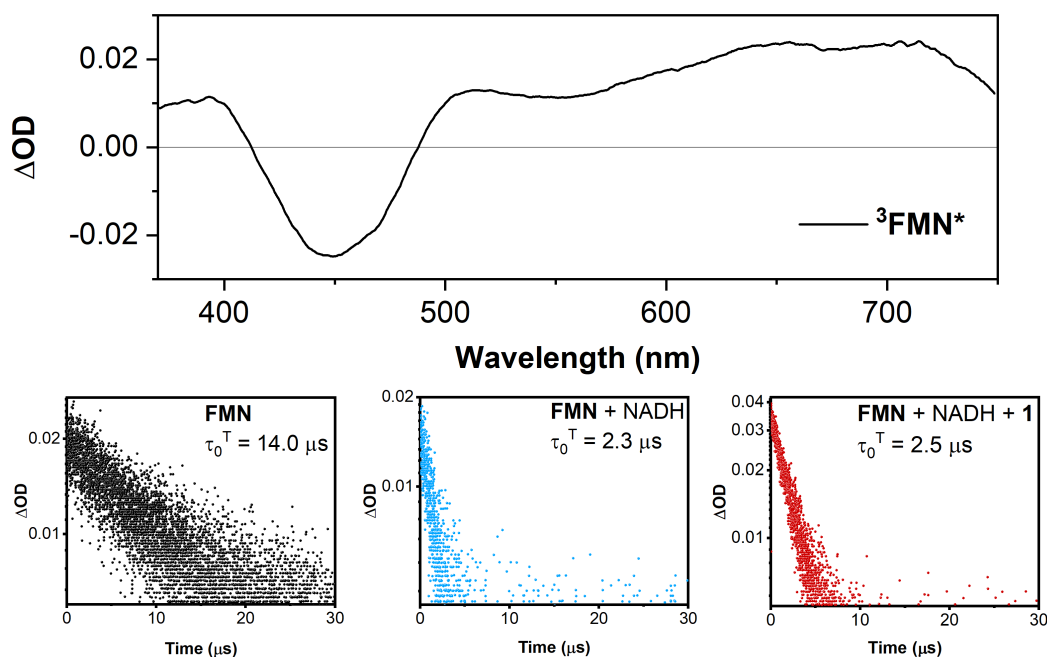 0.02
0.00
-0.02
ΔOD
³FMN*
400 500 600 700
Wavelength (nm)
0.02
0.01
ΔOD
FMN
τ₀ᵀ = 14.0 μs
0 10 20 30
Time (μs)
0.02
0.01
ΔOD
FMN + NADH
τ₀ᵀ = 2.3 μs
0 10 20 30
Time (μs)
0.04
0.03
0.02
0.01
ΔOD
FMN + NADH + 1
τ₀ᵀ = 2.5 μs
0 10 20 30
Time (μs)